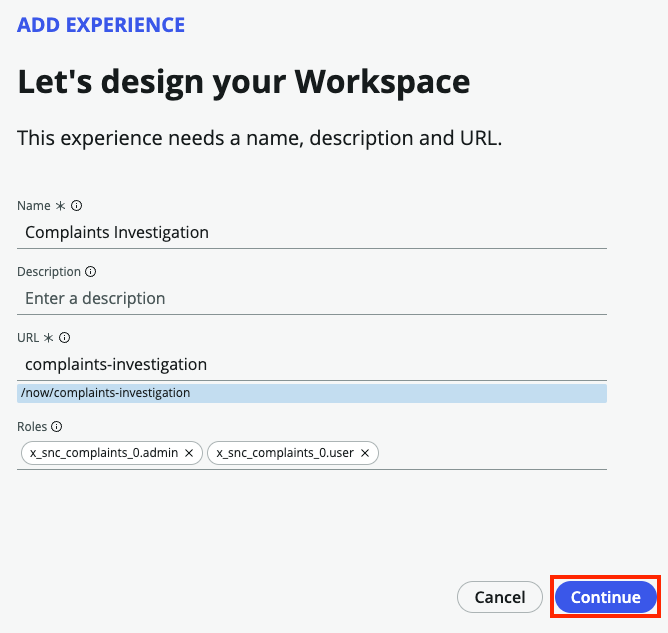 ADD EXPERIENCE
Let's design your Workspace
This experience needs a name, description and URL.
Name *
Complaints Investigation
Description
Enter a description
URL *
complaints-investigation
/now/complaints-investigation
Roles
x_snc_complaints_0.admin × x_snc_complaints_0.user ×
Cancel Continue